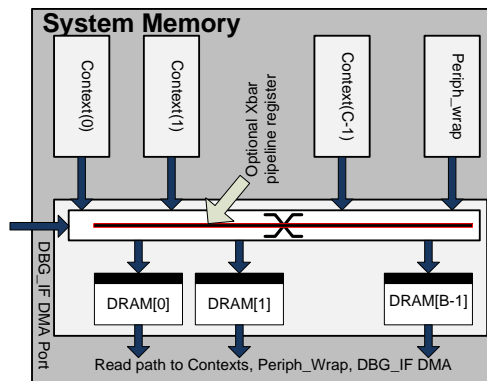 System Memory
Context(0)
Context(1)
Optional Xbar
pipeline register
Context(C-1)
Periph_wrap
DBG_IF DMA Port
DRAM[0]
DRAM[1]
DRAM[B-1]
Read path to Contexts, Periph_Wrap, DBG_IF DMA